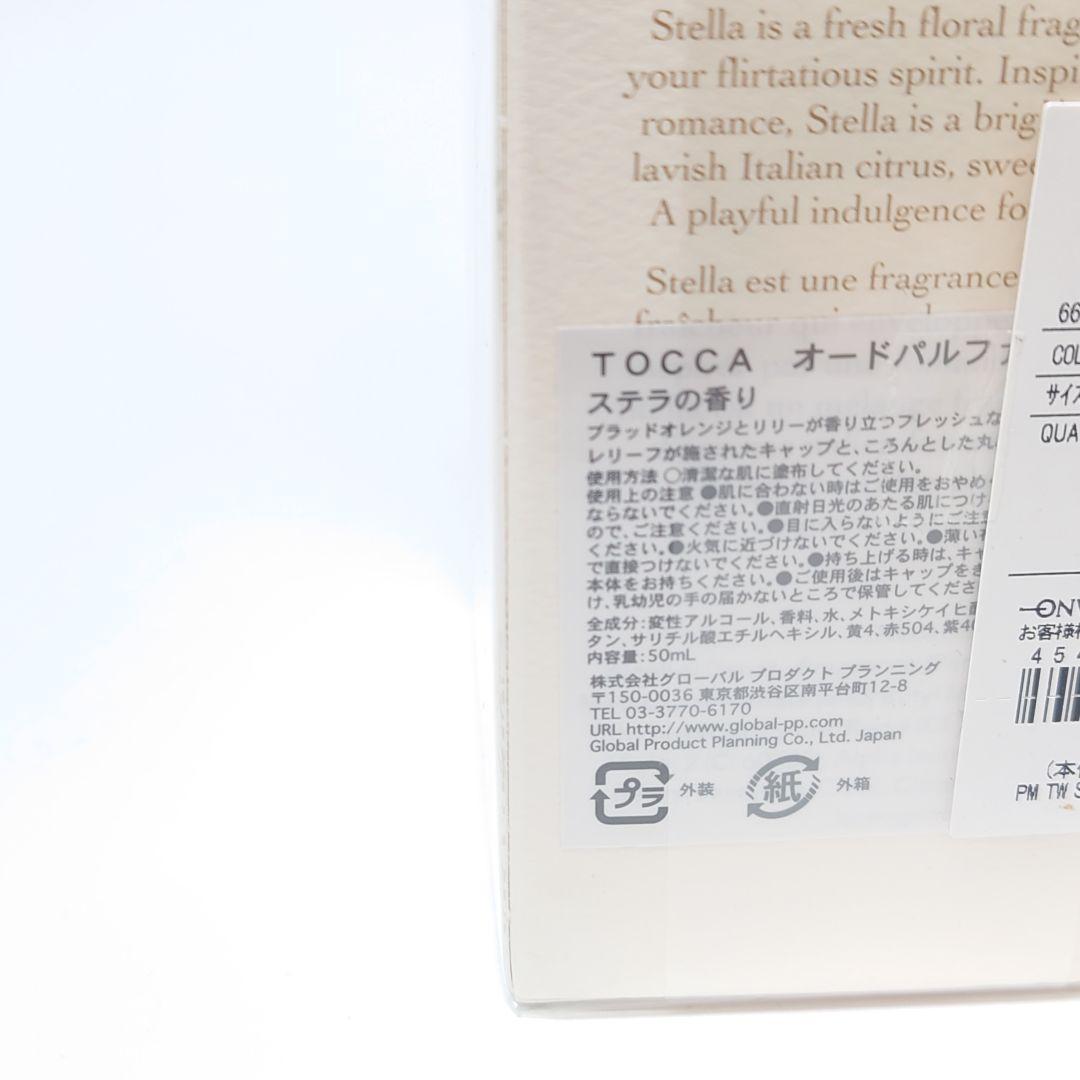 Stella is a fresh floral frag
your flirtatious spirit. Inspi
romance, Stella is a brig
lavish Italian citrus, swee
A playful indulgence fo
Stella est une fragrance
TOCCA オードパルファ
ステラの香り
ブラッドオレンジとリリーが香り立つフレッシュな
レリーフが施されたキャップと、ころんとした丸
使用方法 ○清潔な肌に塗布してください。
使用上の注意 ●肌に合わない時はご使用をおやめ
ならないでください。●直射日光のあたる肌につけ
ので、ご注意ください。●目に入らないようにご注意
ください。●火気に近づけないでください。●薄い
で直接つけないでください。●持ち上げる時は、キャ
本体をお持ちください。●ご使用後はキャップをき
け、乳幼児の手の届かないところで保管してくださ
全成分:変性アルコール、香料、水、メトキシケイヒ酸
タン、サリチル酸エチルヘキシル、黄4、赤504、紫40
内容量:50mL
株式会社グローバル プロダクト プランニング
〒150-0036 東京都渋谷区南平台町12-8
TEL 03-3770-6170
URL http://www.global-pp.com
Global Product Planning Co., Ltd. Japan
プラ 外装 紙 外箱
66
COL
サイズ
QUA
ONW
お客様
4 5 4
(本体
PM TW S